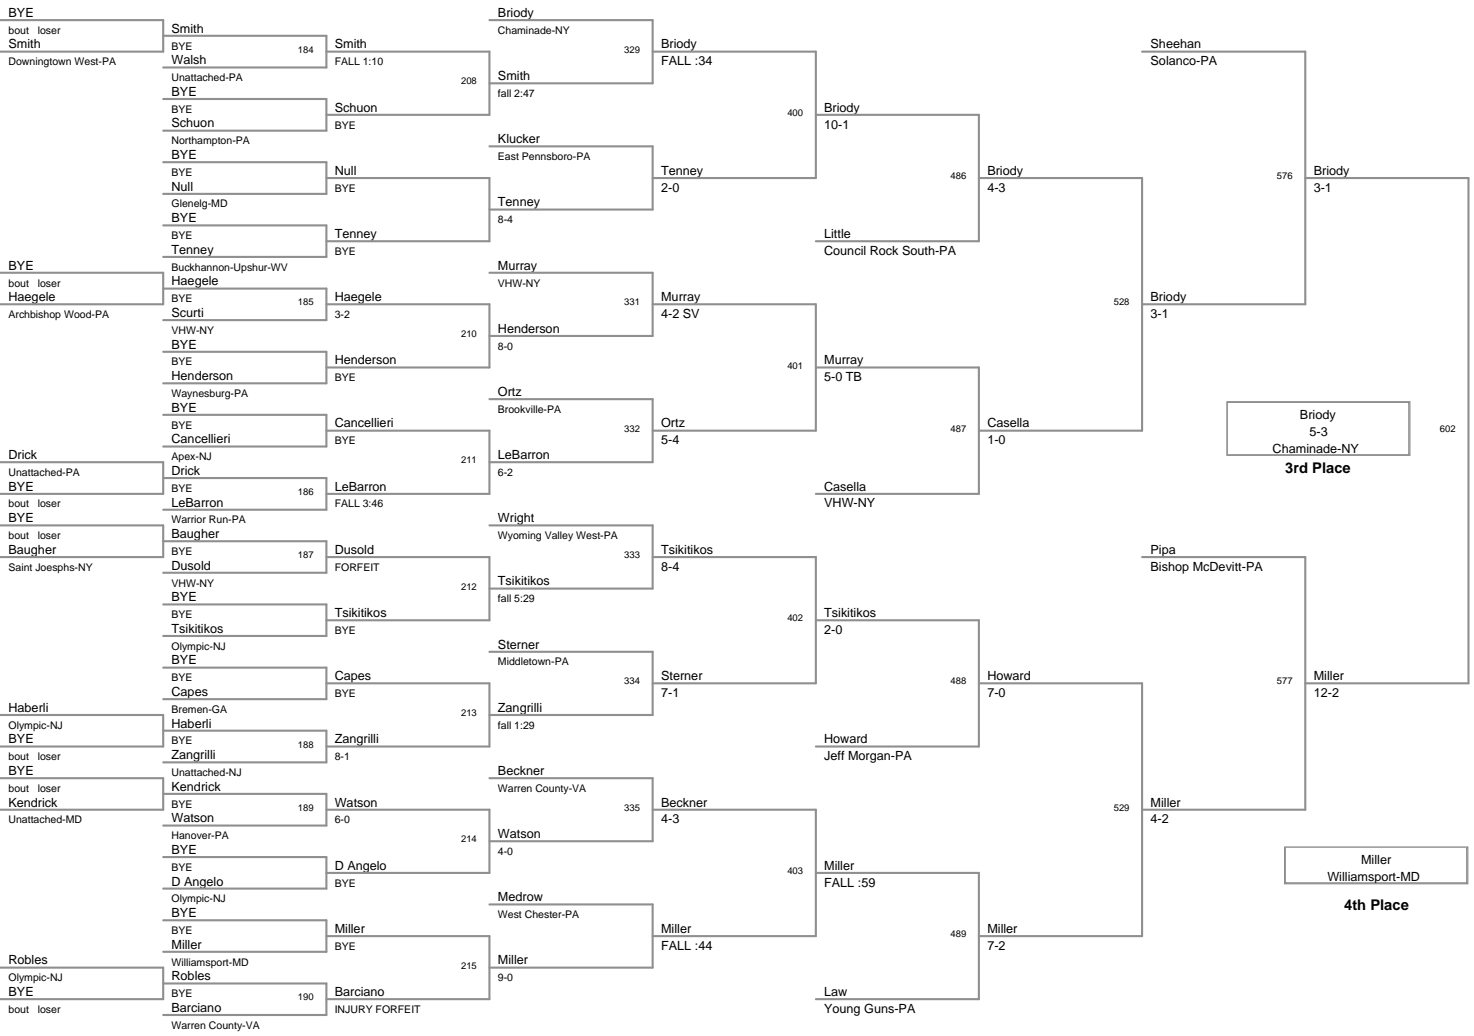 BYE
bout loser
Smith
Downingtown West-PA
BYE
bout loser
Haegele
Archbishop Wood-PA
Drick
Unattached-PA
BYE
bout loser
BYE
bout loser
Baugher
Saint Joesphs-NY
Haberli
Olympic-NJ
BYE
bout loser
BYE
bout loser
Kendrick
Unattached-MD
Robles
Olympic-NJ
BYE
bout loser
Smith
BYE
184
Walsh
Unattached-PA
BYE
BYE
Schuon
Northampton-PA
BYE
BYE
Null
Glenelg-MD
BYE
BYE
Tenney
Buckhannon-Upshur-WV
Haegele
BYE
185
Scurti
VHW-NY
BYE
BYE
Henderson
Waynesburg-PA
BYE
BYE
Cancellieri
Apex-NJ
Drick
BYE
186
LeBarron
Warrior Run-PA
Baugher
BYE
187
Dusold
VHW-NY
BYE
BYE
Tsikitikos
Olympic-NJ
BYE
BYE
Capes
Bremen-GA
Haberli
BYE
188
Zangrilli
Unattached-NJ
Kendrick
BYE
189
Watson
Hanover-PA
BYE
BYE
D Angelo
Olympic-NJ
BYE
BYE
Miller
Williamsport-MD
Robles
BYE
190
Barciano
Warren County-VA
Smith
FALL 1:10
208
Schuon
BYE
Null
BYE
Tenney
BYE
Haegele
3-2
210
Henderson
BYE
Cancellieri
BYE
211
LeBarron
FALL 3:46
Dusold
FORFEIT
212
Tsikitikos
BYE
Capes
BYE
213
Zangrilli
8-1
Watson
6-0
214
D Angelo
BYE
Miller
BYE
215
Barciano
INJURY FORFEIT
Briody
Chaminade-NY
329
Smith
fall 2:47
Klucker
East Pennsboro-PA
Tenney
8-4
Murray
VHW-NY
331
Henderson
8-0
Ortz
Brookville-PA
332
LeBarron
6-2
Wright
Wyoming Valley West-PA
333
Tsikitikos
fall 5:29
Sterner
Middletown-PA
334
Zangrilli
fall 1:29
Beckner
Warren County-VA
335
Watson
4-0
Medrow
West Chester-PA
Miller
9-0
Briody
FALL :34
400
Tenney
2-0
Murray
4-2 SV
401
Ortz
5-4
Tsikitikos
8-4
402
Sterner
7-1
Beckner
4-3
403
Miller
FALL :44
Briody
10-1
486
Little
Council Rock South-PA
Murray
5-0 TB
487
Casella
VHW-NY
Tsikitikos
2-0
488
Howard
Jeff Morgan-PA
Miller
FALL :59
489
Law
Young Guns-PA
Briody
4-3
528
Casella
1-0
Howard
7-0
529
Miller
7-2
Sheehan
Solanco-PA
576
Briody
3-1
Pipa
Bishop McDevitt-PA
577
Miller
4-2
Briody
3-1
602
Miller
12-2
Briody
5-3
Chaminade-NY
3rd Place
Miller
Williamsport-MD
4th Place